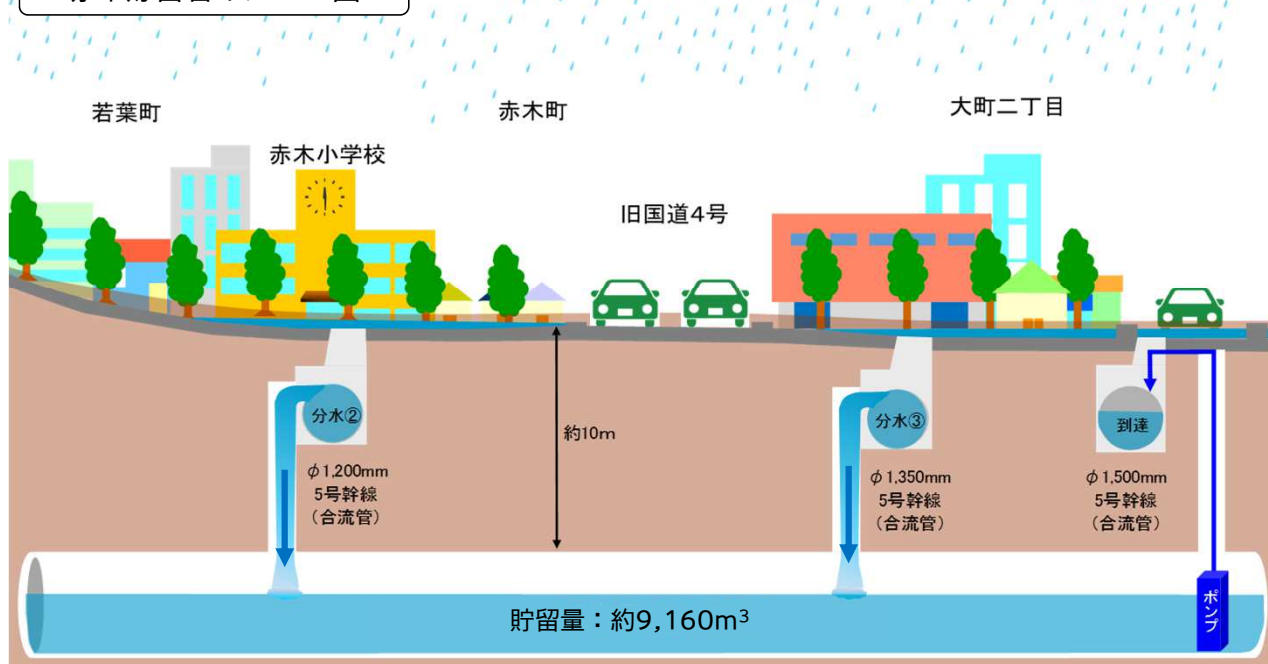 若葉町
赤木町
大町二丁目
赤木小学校
旧国道4号
分水②
分水③
到達
約10m
φ1,200mm
5号幹線
（合流管）
φ1,350mm
5号幹線
（合流管）
φ1,500mm
5号幹線
（合流管）
ポンプ
貯留量：約9,160m³